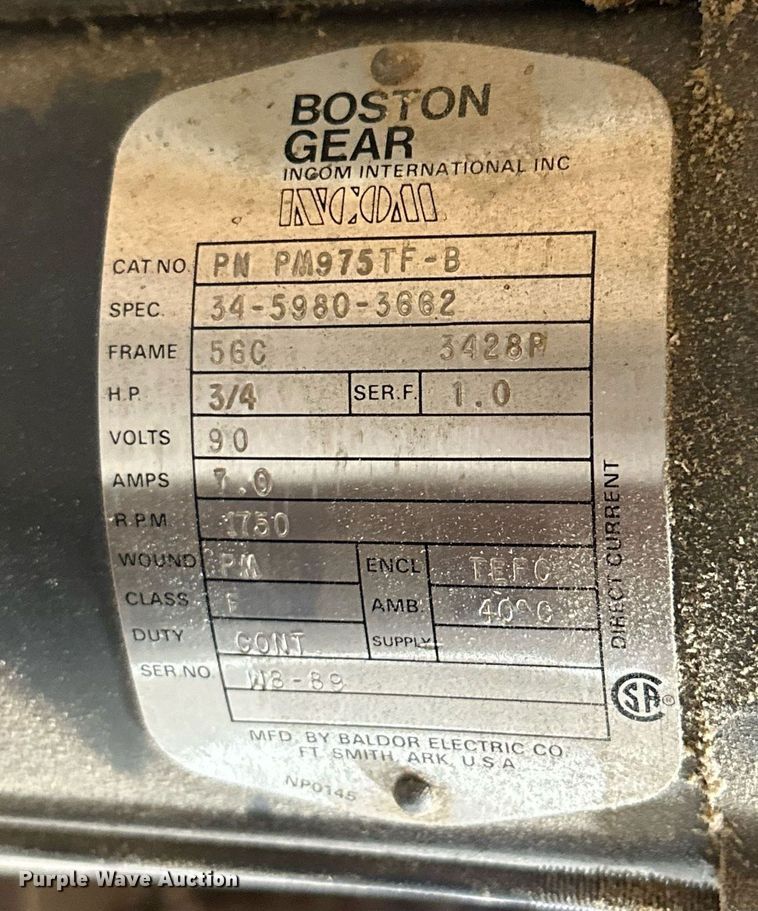 BOSTON
GEAR
INCOM INTERNATIONAL INC
INCOM
CAT NO. PN PM975TF-B
SPEC. 34-5980-3662
FRAME 56C 3428P
H.P. 3/4 SER.F. 1.0
VOLTS 90
AMPS 7.0
R.P.M 1750
WOUND PM ENCL TEFC
CLASS F AMB. 40°C
DUTY CONT SUPPLY
SER.NO. W8-89
DIRECT CURRENT
SA ®
MFD. BY BALDOR ELECTRIC CO.
FT. SMITH, ARK, U.S.A
NP0145
Purple Wave Auction